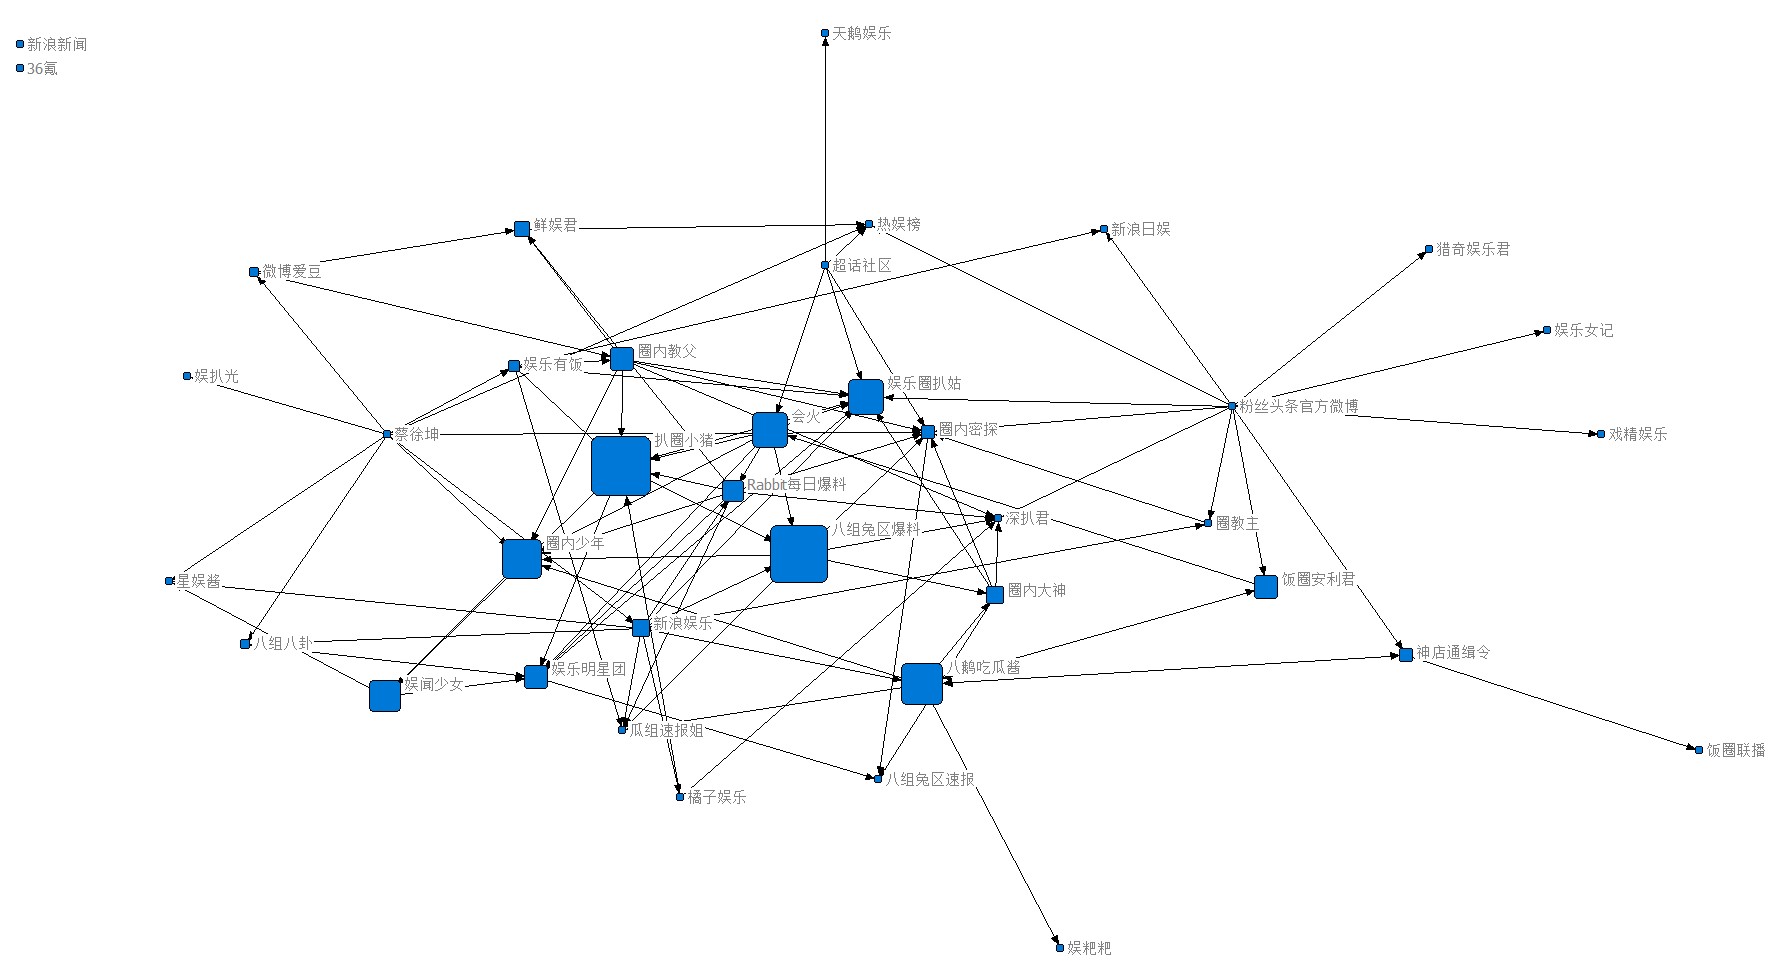 天鹅娱乐
新浪新闻
36氪
鲜娱君
热娱榜
新浪日娱
猎奇娱乐君
超话社区
微博爱豆
娱乐女记
圈内教父
娱乐有饭
娱扒光
娱乐圈扒姑
粉丝头条官方微博
会火
圈内密探
蔡徐坤
扒圈小猪
戏精娱乐
Rabbit每日爆料
深扒君
圈教主
八组兔区爆料
圈内少年
星娱酱
饭圈安利君
圈内大神
新浪娱乐
八组八卦
神店通缉令
娱乐明星团
八鹅吃瓜酱
娱闻少女
瓜组速报姐
饭圈联播
八组兔区速报
橘子娱乐
娱粑粑